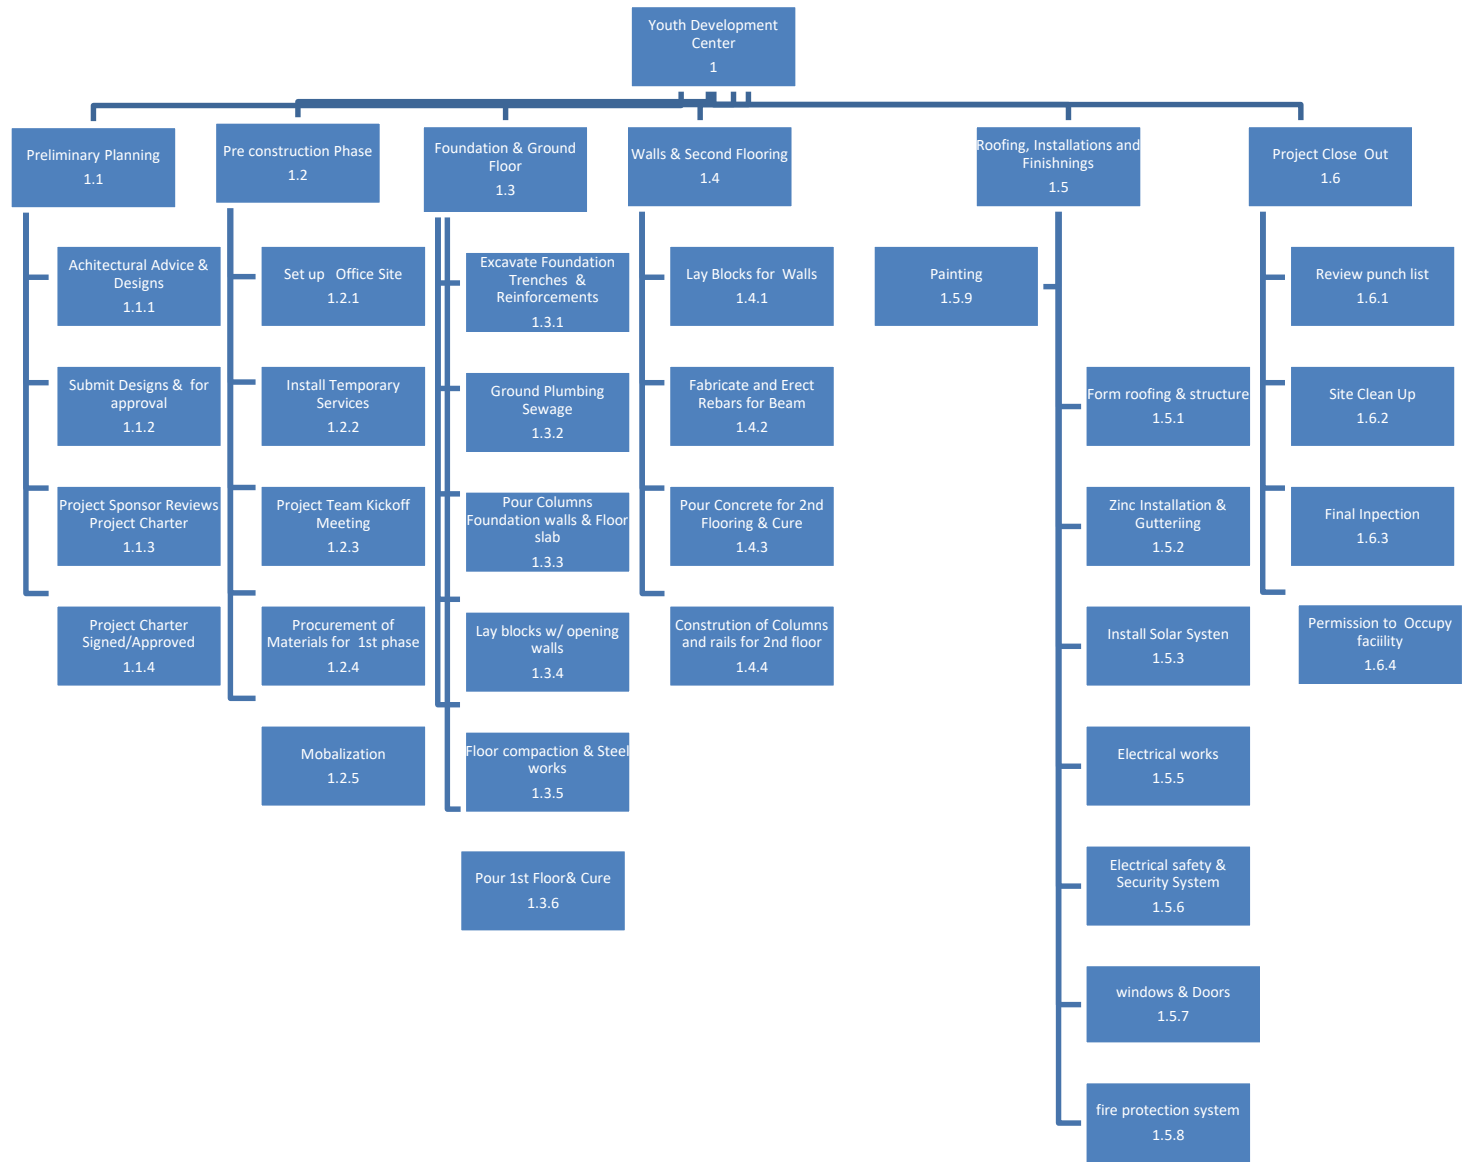 Youth Development
Center
1
Preliminary Planning
1.1
Pre construction Phase
1.2
Foundation & Ground
Floor
1.3
Walls & Second Flooring
1.4
Roofing, Installations and
Finishnings
1.5
Project Close Out
1.6
Achitectural Advice &
Designs
1.1.1
Submit Designs & for
approval
1.1.2
Project Sponsor Reviews
Project Charter
1.1.3
Project Charter
Signed/Approved
1.1.4
Set up Office Site
1.2.1
Install Temporary
Services
1.2.2
Project Team Kickoff
Meeting
1.2.3
Procurement of
Materials for 1st phase
1.2.4
Mobalization
1.2.5
Excavate Foundation
Trenches &
Reinforcements
1.3.1
Ground Plumbing
Sewage
1.3.2
Pour Columns
Foundation walls & Floor
slab
1.3.3
Lay blocks w/ opening
walls
1.3.4
Floor compaction & Steel
works
1.3.5
Pour 1st Floor& Cure
1.3.6
Lay Blocks for Walls
1.4.1
Fabricate and Erect
Rebars for Beam
1.4.2
Pour Concrete for 2nd
Flooring & Cure
1.4.3
Constrution of Columns
and rails for 2nd floor
1.4.4
Painting
1.5.9
Form roofing & structure
1.5.1
Zinc Installation &
Gutteriing
1.5.2
Install Solar Systen
1.5.3
Electrical works
1.5.5
Electrical safety &
Security System
1.5.6
windows & Doors
1.5.7
fire protection system
1.5.8
Review punch list
1.6.1
Site Clean Up
1.6.2
Final Inpection
1.6.3
Permission to Occupy
faciility
1.6.4